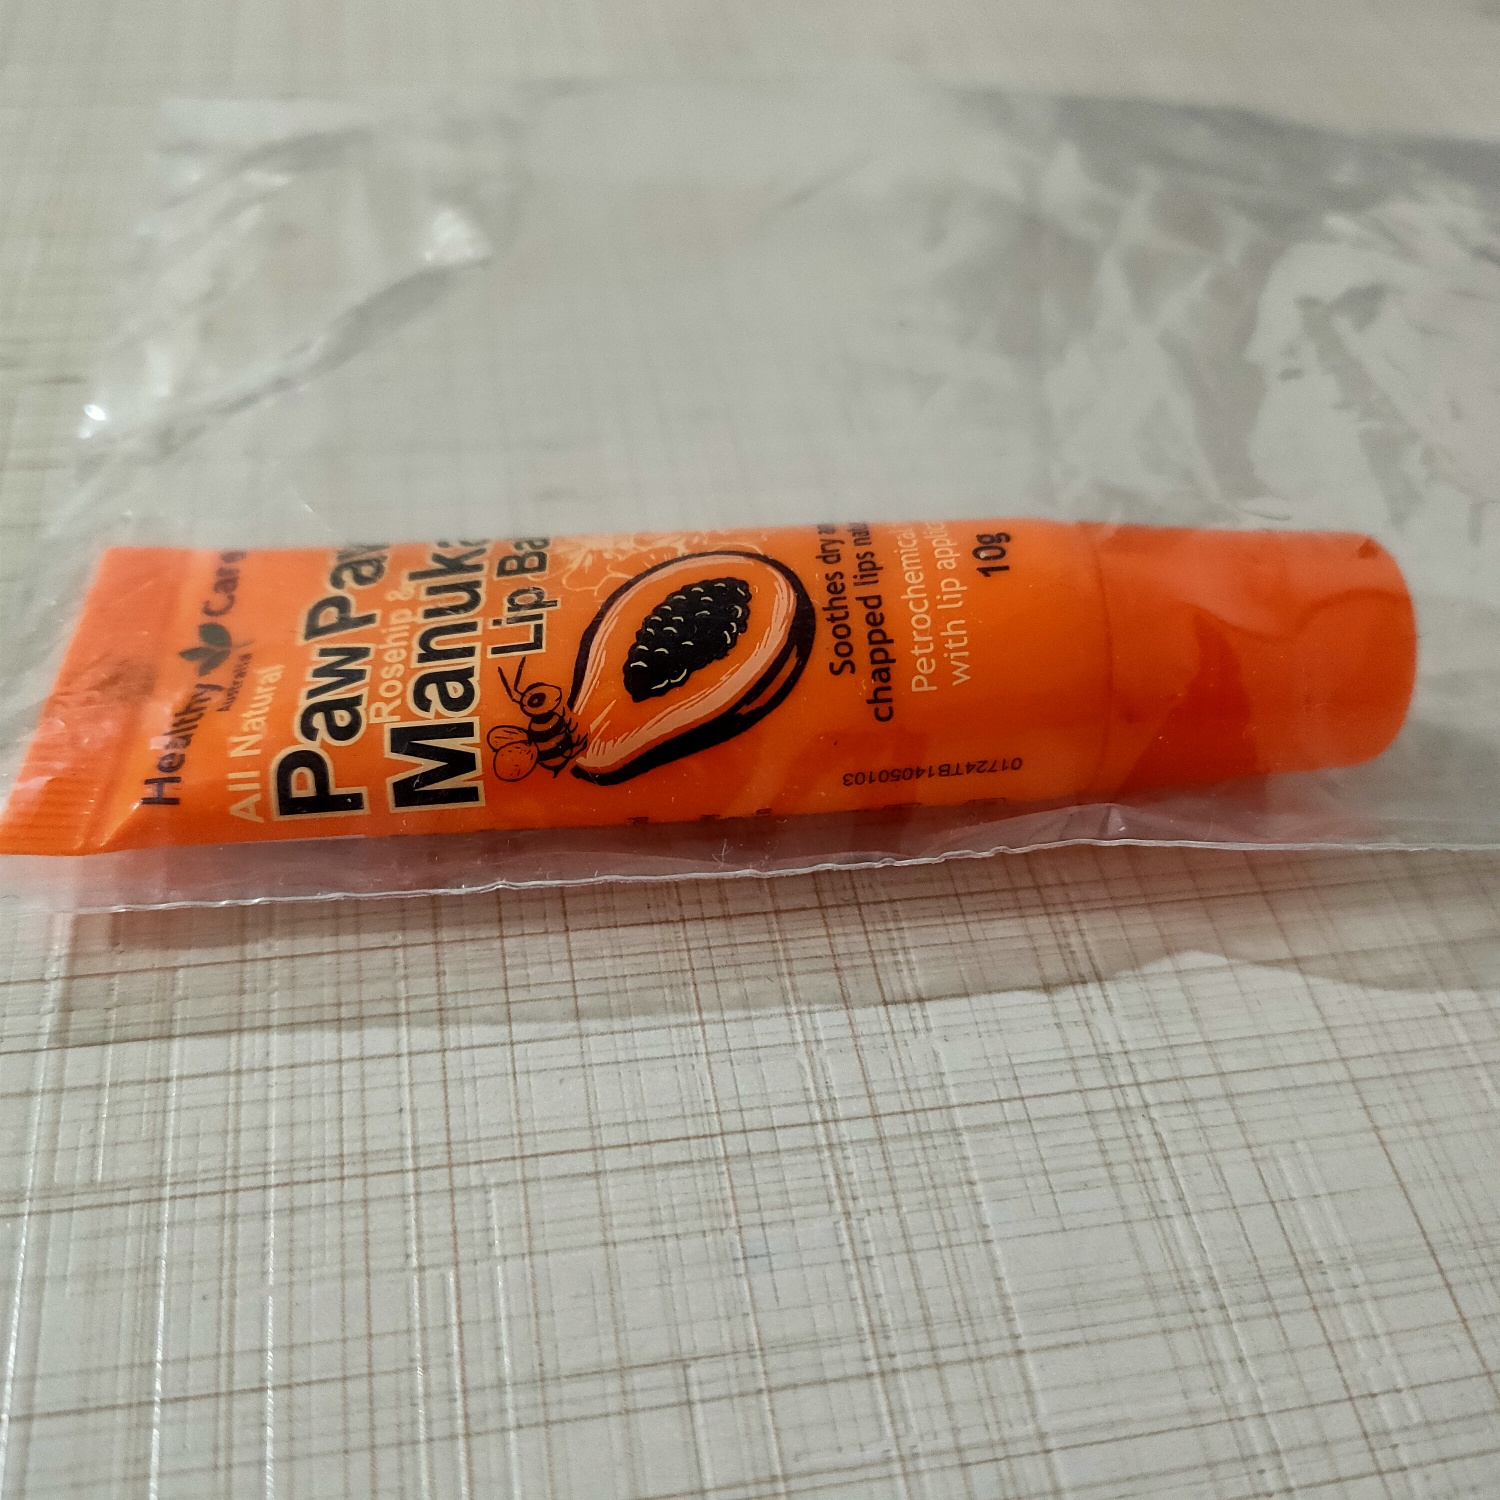 Healthy Care
Australia
All Natural
Paw Paw
Rosehip &
Manuka
Lip Ba
Soothes dry a
chapped lips natu
Petrochemical
with lip applic
10g
01724TB14050103